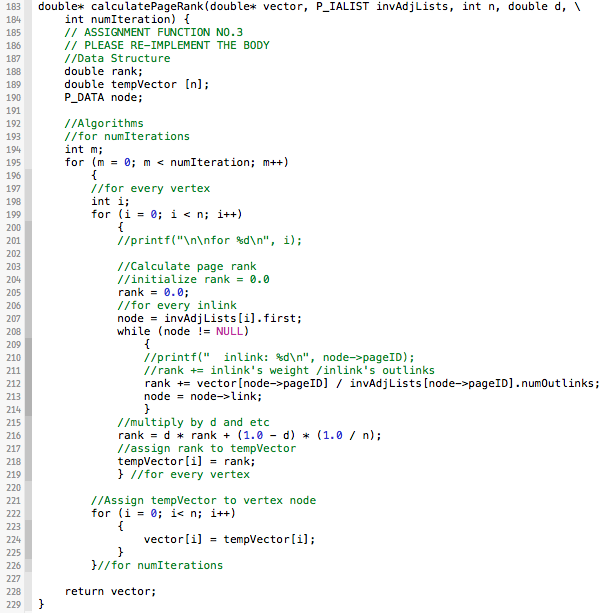 183 double* calculatePageRank(double* vector, P_IALIST invAdjLists, int n, double d, \
184     int numIteration) {
185     // ASSIGNMENT FUNCTION NO.3
186     // PLEASE RE-IMPLEMENT THE BODY
187     //Data Structure
188     double rank;
189     double tempVector [n];
190     P_DATA node;
191
192     //Algorithms
193     //for numIterations
194     int m;
195     for (m = 0; m < numIteration; m++)
196         {
197         //for every vertex
198         int i;
199         for (i = 0; i < n; i++)
200             {
201             //printf("\n\nfor %d\n", i);
202
203             //Calculate page rank
204             //initialize rank = 0.0
205             rank = 0.0;
206             //for every inlink
207             node = invAdjLists[i].first;
208             while (node != NULL)
209                 {
210                 //printf("  inlink: %d\n", node->pageID);
211                 //rank += inlink's weight /inlink's outlinks
212                 rank += vector[node->pageID] / invAdjLists[node->pageID].numOutlinks;
213                 node = node->link;
214                 }
215             //multiply by d and etc
216             rank = d * rank + (1.0 - d) * (1.0 / n);
217             //assign rank to tempVector
218             tempVector[i] = rank;
219             } //for every vertex
220
221         //Assign tempVector to vertex node
222         for (i = 0; i< n; i++)
223             {
224                 vector[i] = tempVector[i];
225             }
226         }//for numIterations
227
228     return vector;
229 }